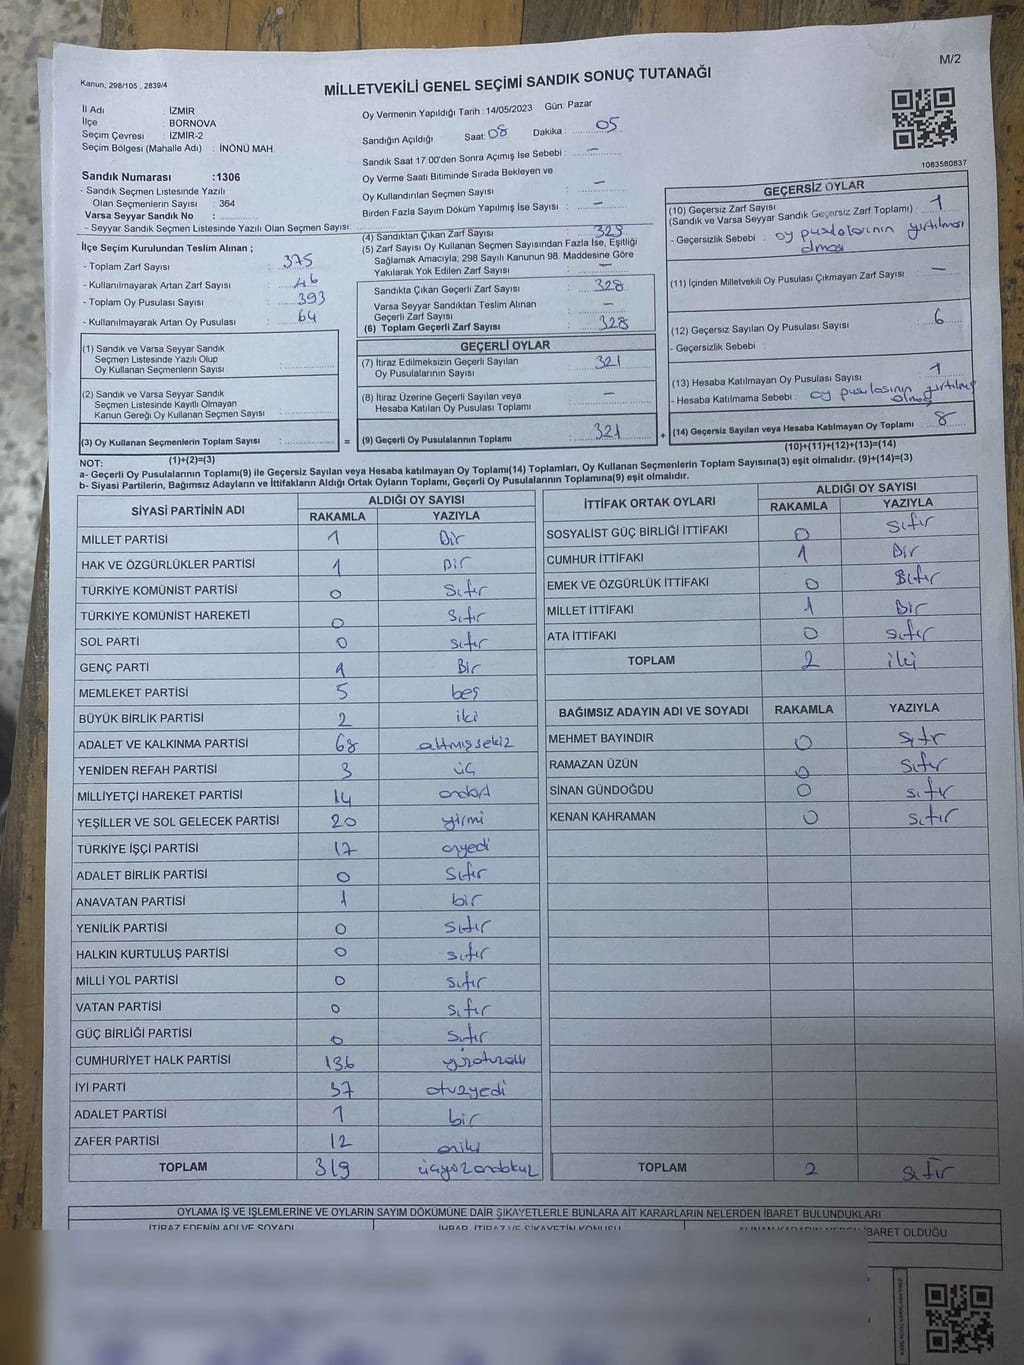 Kanun, 298/105 , 2839/4
M/2
MİLLETVEKİLİ GENEL SEÇİMİ SANDIK SONUÇ TUTANAĞI
İl Adı : İZMİR
İlçe : BORNOVA
Seçim Çevresi : İZMİR-2
Seçim Bölgesi (Mahalle Adı) : İNÖNÜ MAH.
Sandık Numarası :1306
- Sandık Seçmen Listesinde Yazılı
Olan Seçmenlerin Sayısı : 364
Varsa Seyyar Sandık No :
- Seyyar Sandık Seçmen Listesinde Yazılı Olan Seçmen Sayısı:
Oy Vermenin Yapıldığı Tarih : 14/05/2023 Gün: Pazar
Sandığın Açıldığı Saat: 08 Dakika : 05
Sandık Saat 17.00'den Sonra Açımış İse Sebebi : —
Oy Verme Saati Bitiminde Sırada Bekleyen ve
Oy Kullandırılan Seçmen Sayısı : —
Birden Fazla Sayım Döküm Yapılmış İse Sayısı : —
1083580837
İlçe Seçim Kurulundan Teslim Alınan ;
- Toplam Zarf Sayısı : 375
- Kullanılmayarak Artan Zarf Sayısı : 46
- Toplam Oy Pusulası Sayısı : 393
- Kullanılmayarak Artan Oy Pusulası : 64
(1) Sandık ve Varsa Seyyar Sandık
Seçmen Listesinde Yazılı Olup
Oy Kullanan Seçmenlerin Sayısı :
(2) Sandık ve Varsa Seyyar Sandık
Seçmen Listesinde Kayıtlı Olmayan
Kanun Gereği Oy Kullanan Seçmen Sayısı :
(3) Oy Kullanan Seçmenlerin Toplam Sayısı :
(1)+(2)=(3)
(4) Sandıktan Çıkan Zarf Sayısı : 329
(5) Zarf Sayısı Oy Kullanan Seçmen Sayısından Fazla İse, Eşitliği
Sağlamak Amacıyla; 298 Sayılı Kanunun 98. Maddesine Göre
Yakılarak Yok Edilen Zarf Sayısı : —
Sandıkta Çıkan Geçerli Zarf Sayısı : 328
Varsa Seyyar Sandıktan Teslim Alınan
Geçerli Zarf Sayısı : —
(6) Toplam Geçerli Zarf Sayısı : 328
GEÇERLİ OYLAR
(7) İtiraz Edilmeksizin Geçerli Sayılan
Oy Pusulalarının Sayısı : 321
(8) İtiraz Üzerine Geçerli Sayılan veya
Hesaba Katılan Oy Pusulası Toplamı : —
= (9) Geçerli Oy Pusulalarının Toplamı : 321 +
GEÇERSİZ OYLAR
(10) Geçersiz Zarf Sayısı
(Sandık ve Varsa Seyyar Sandık Geçersiz Zarf Toplamı) : 1
- Geçersizlik Sebebi : oy pusulalarının yırtılması
olması
(11) İçinden Milletvekili Oy Pusulası Çıkmayan Zarf Sayısı : —
(12) Geçersiz Sayılan Oy Pusulası Sayısı : 6
- Geçersizlik Sebebi :
(13) Hesaba Katılmayan Oy Pusulası Sayısı : 1
- Hesaba Katılmama Sebebi : oy pusulasının yırtılmış
olması
(14) Geçersiz Sayılan veya Hesaba Katılmayan Oy Toplamı : 8
(10)+(11)+(12)+(13)=(14)
NOT:
a- Geçerli Oy Pusulalarının Toplamı(9) ile Geçersiz Sayılan veya Hesaba katılmayan Oy Toplamı(14) Toplamları, Oy Kullanan Seçmenlerin Toplam Sayısına(3) eşit olmalıdır. (9)+(14)=(3)
b- Siyasi Partilerin, Bağımsız Adayların ve İttifakların Aldığı Ortak Oyların Toplamı, Geçerli Oy Pusulalarının Toplamına(9) eşit olmalıdır.
SİYASİ PARTİNİN ADI ALDIĞI OY SAYISI
RAKAMLA YAZIYLA
MİLLET PARTİSİ 1 Bir
HAK VE ÖZGÜRLÜKLER PARTİSİ 1 Bir
TÜRKİYE KOMÜNİST PARTİSİ 0 Sıfır
TÜRKİYE KOMÜNİST HAREKETİ 0 Sıfır
SOL PARTİ 0 sıfır
GENÇ PARTİ 1 Bir
MEMLEKET PARTİSİ 5 beş
BÜYÜK BİRLİK PARTİSİ 2 iki
ADALET VE KALKINMA PARTİSİ 68 altmışsekiz
YENİDEN REFAH PARTİSİ 3 üç
MİLLİYETÇİ HAREKET PARTİSİ 14 ondört
YEŞİLLER VE SOL GELECEK PARTİSİ 20 yirmi
TÜRKİYE İŞÇİ PARTİSİ 17 onyedi
ADALET BİRLİK PARTİSİ 0 Sıfır
ANAVATAN PARTİSİ 1 bir
YENİLİK PARTİSİ 0 sıfır
HALKIN KURTULUŞ PARTİSİ 0 sıfır
MİLLİ YOL PARTİSİ 0 sıfır
VATAN PARTİSİ 0 sıfır
GÜÇ BİRLİĞİ PARTİSİ 0 sıfır
CUMHURİYET HALK PARTİSİ 136 yüzotuzaltı
İYİ PARTİ 37 otuzyedi
ADALET PARTİSİ 1 bir
ZAFER PARTİSİ 12 oniki
TOPLAM 319 üçyüzondokuz
İTTİFAK ORTAK OYLARI ALDIĞI OY SAYISI
RAKAMLA YAZIYLA
SOSYALİST GÜÇ BİRLİĞİ İTTİFAKI 0 sıfır
CUMHUR İTTİFAKI 1 Bir
EMEK VE ÖZGÜRLÜK İTTİFAKI 0 Sıfır
MİLLET İTTİFAKI 1 Bir
ATA İTTİFAKI 0 sıfır
TOPLAM 2 iki
BAĞIMSIZ ADAYIN ADI VE SOYADI RAKAMLA YAZIYLA
MEHMET BAYINDIR 0 sıfır
RAMAZAN ÜZÜN 0 sıfır
SİNAN GÜNDOĞDU 0 sıfır
KENAN KAHRAMAN 0 sıfır
TOPLAM 2 sıfır
OYLAMA İŞ VE İŞLEMLERİNE VE OYLARIN SAYIM DÖKÜMÜNE DAİR ŞİKAYETLERLE BUNLARA AİT KARARLARIN NELERDEN İBARET BULUNDUKLARI
İTİRAZ EDENİN ADI VE SOYADI İHBAR, İTİRAZ VE ŞİKAYETİN KONUSU ALINAN KARARIN NEDEN İBARET OLDUĞU